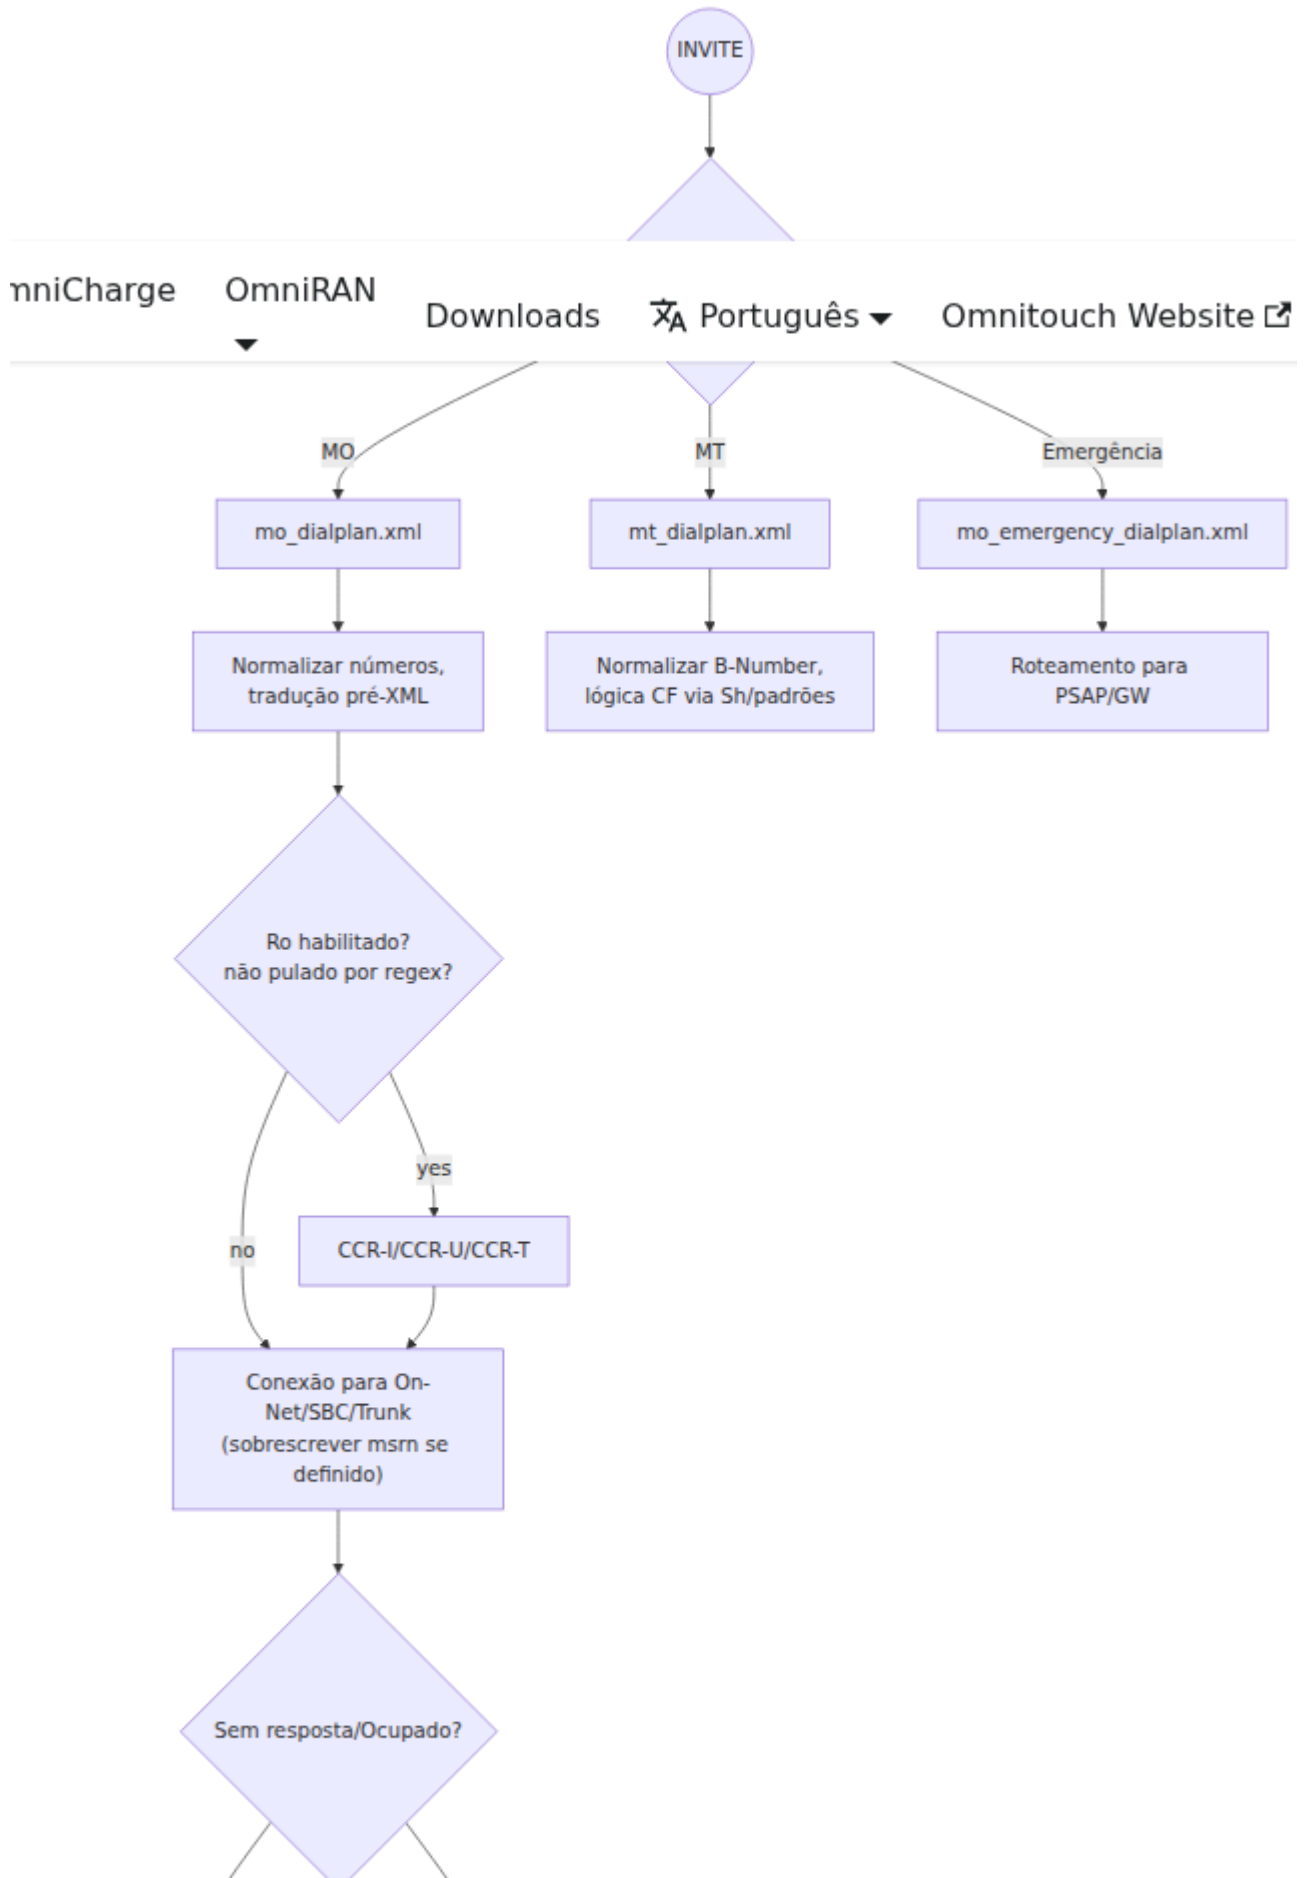 INVITE
mniCharge
OmniRAN
Downloads
Português
Omnitouch Website
MO
MT
Emergência
mo_dialplan.xml
mt_dialplan.xml
mo_emergency_dialplan.xml
Normalizar números,
tradução pré-XML
Normalizar B-Number,
lógica CF via Sh/padrões
Roteamento para
PSAP/GW
Ro habilitado?
não pulado por regex?
yes
no
CCR-I/CCR-U/CCR-T
Conexão para On-
Net/SBC/Trunk
(sobrescrever msrn se
definido)
Sem resposta/Ocupado?